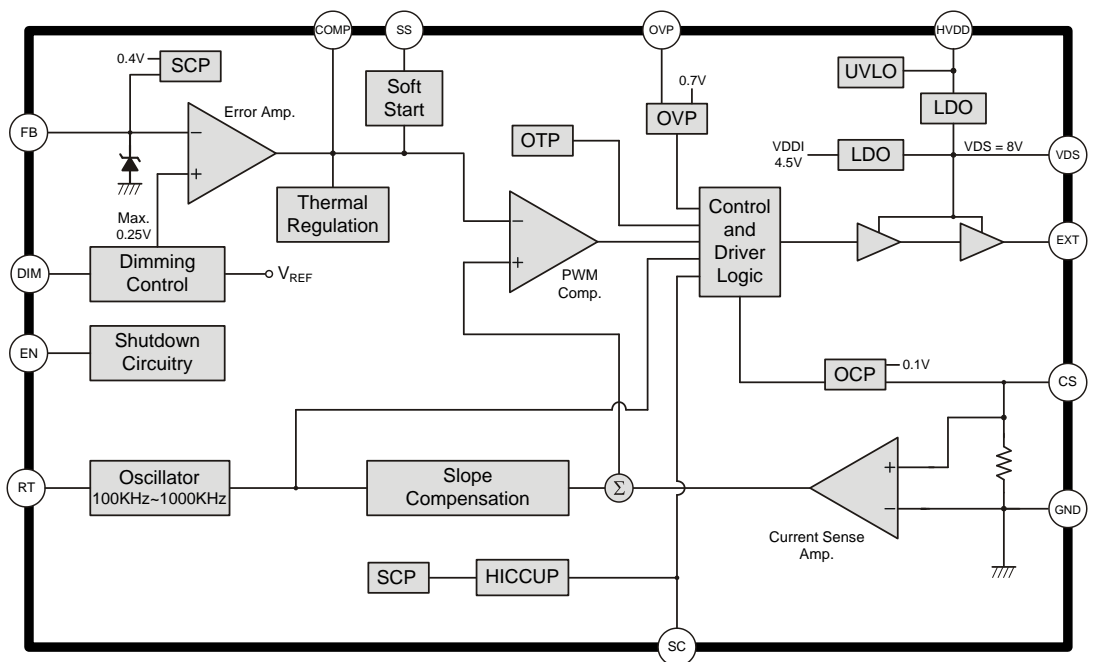 COMP
SS
OVP
HVDD
0.4V
SCP
UVLO
Soft
Start
0.7V
OVP
LDO
Error Amp.
FB
−
+
OTP
VDDI
4.5V
LDO
VDS = 8V
VDS
Thermal
Regulation
Max.
0.25V
Control
and
Driver
Logic
−
+
PWM
Comp.
EXT
DIM
Dimming
Control
VREF
EN
Shutdown
Circuitry
OCP
0.1V
CS
RT
Oscillator
100KHz~1000KHz
Slope
Compensation
Σ
+
−
Current Sense
Amp.
GND
SCP
HICCUP
SC